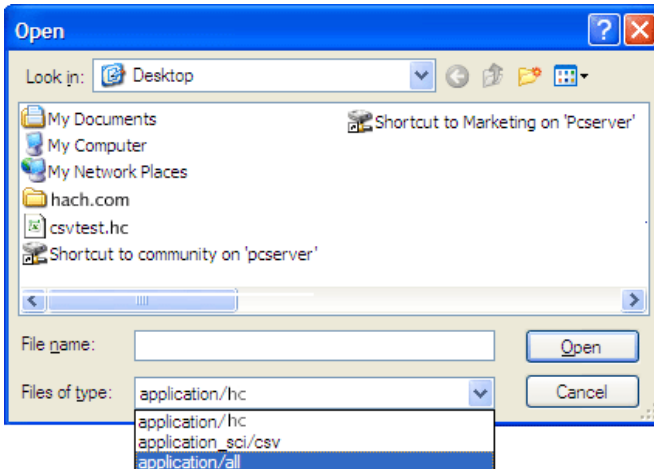 Open
Look in: Desktop
My Documents
My Computer
My Network Places
hach.com
csvtest.hc
Shortcut to community on 'pcserver'
Shortcut to Marketing on 'Pcserver'
File name:
Open
Files of type: application/hc
Cancel
application/hc
application_sci/csv
application/all